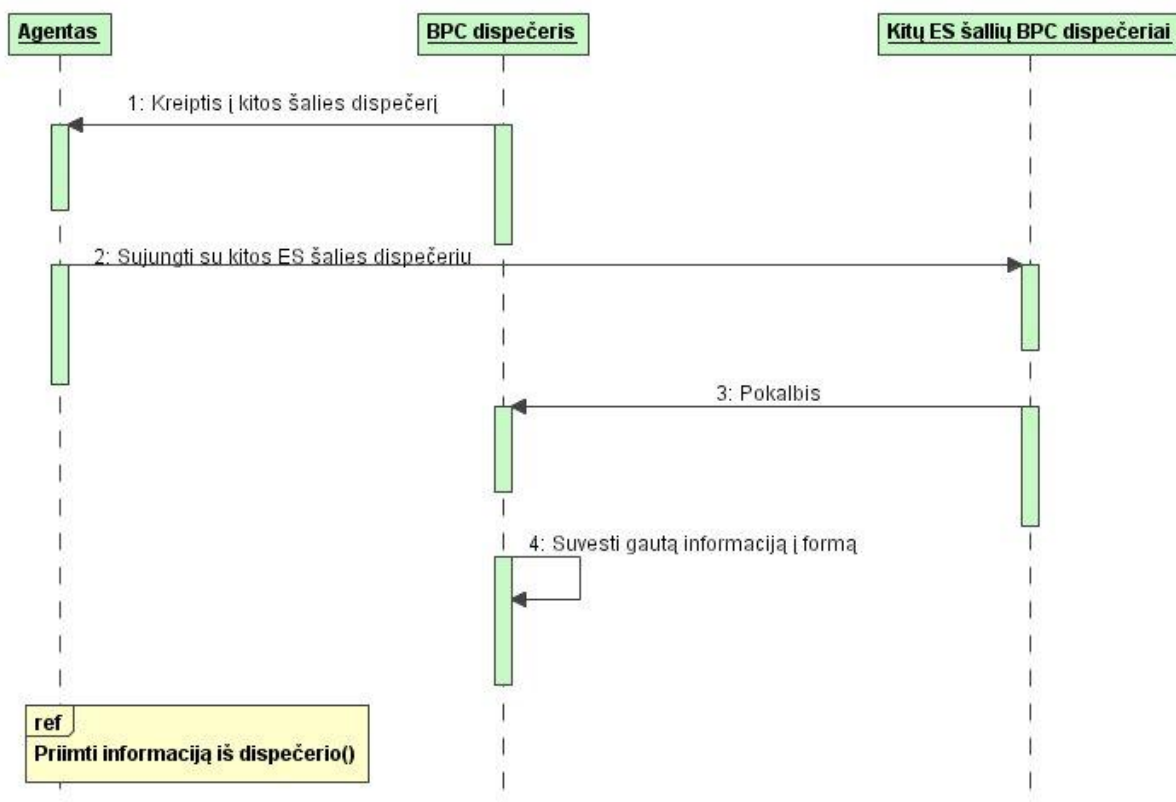 Agentas
BPC dispečeris
Kitų ES šallių BPC dispečeriai
1: Kreiptis į kitos šalies dispečerį
2: Sujungti su kitos ES šalies dispečeriu
3: Pokalbis
4: Suvesti gautą informaciją į formą
ref
Priimti informaciją iš dispečerio()